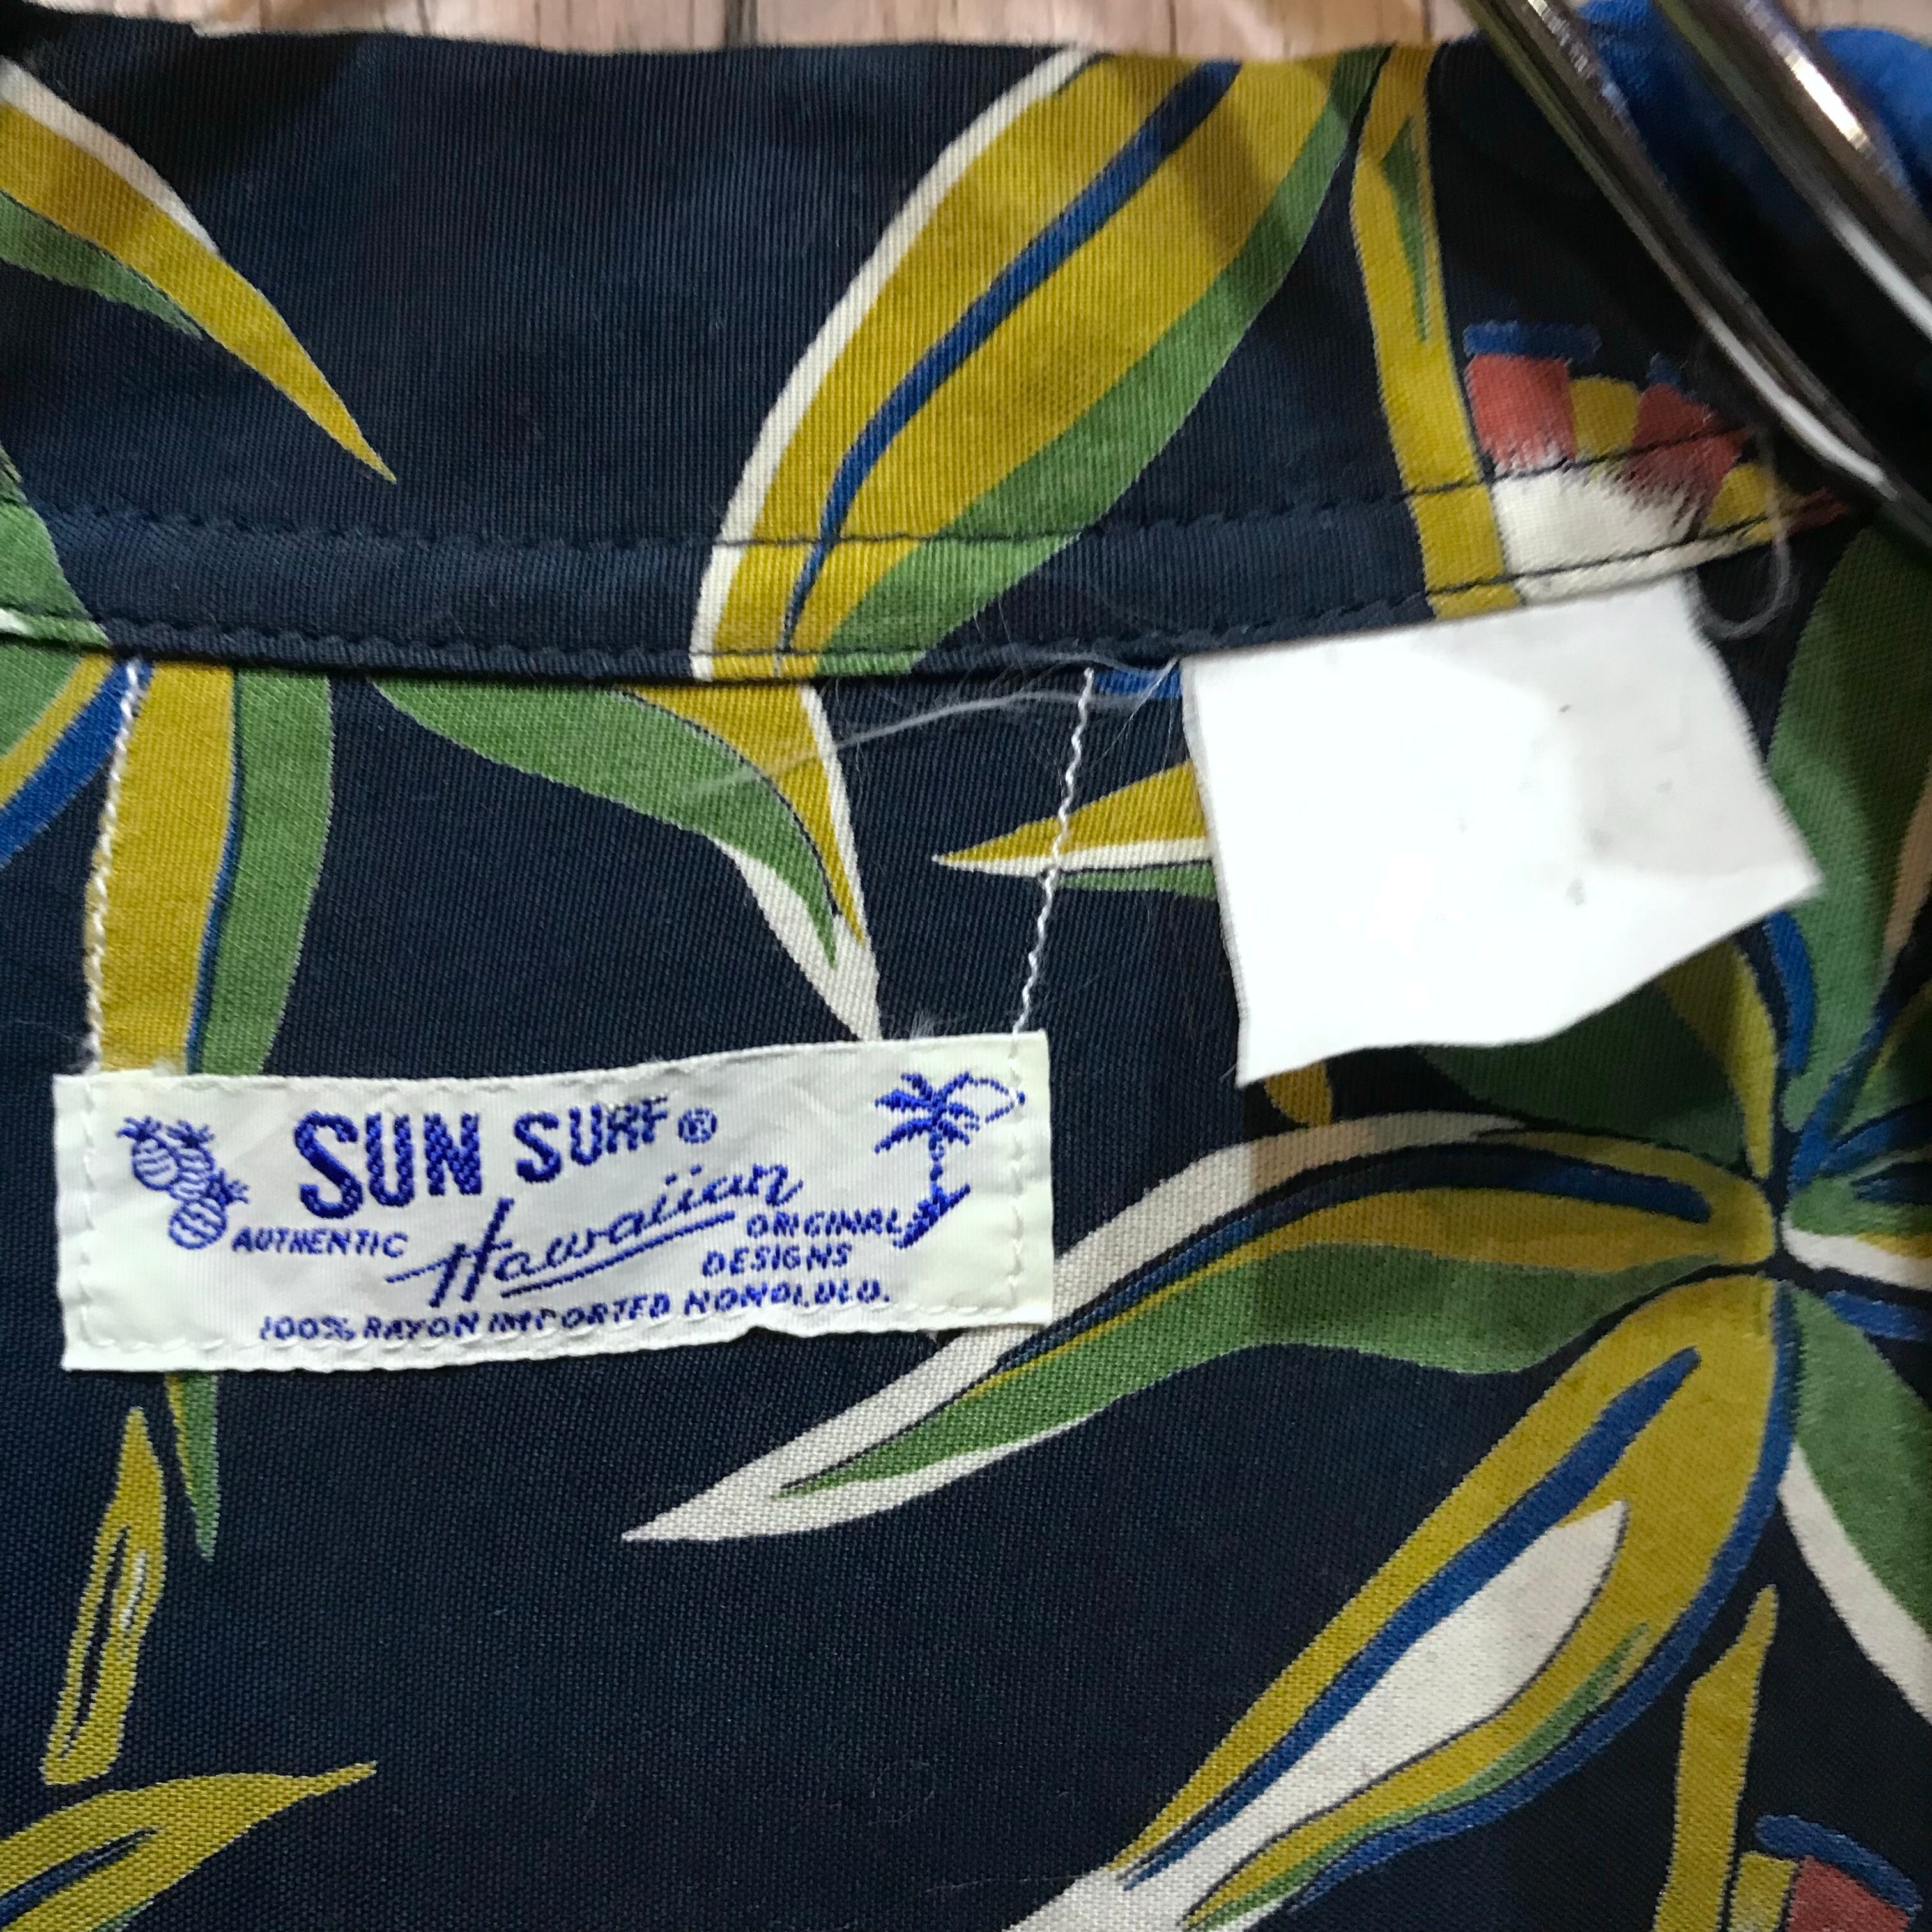 SUN SURF®
AUTHENTIC Hawaiian ORIGINAL
DESIGNS
100% RAYON IMPORTED HONOLULU.